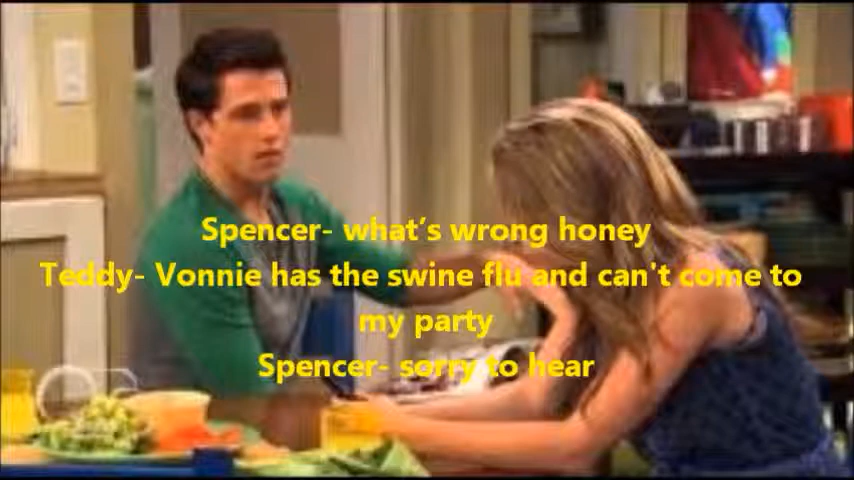 Spencer- what’s wrong honey
Teddy- Vonnie has the swine flu and can't come to
my party
Spencer- sorry to hear